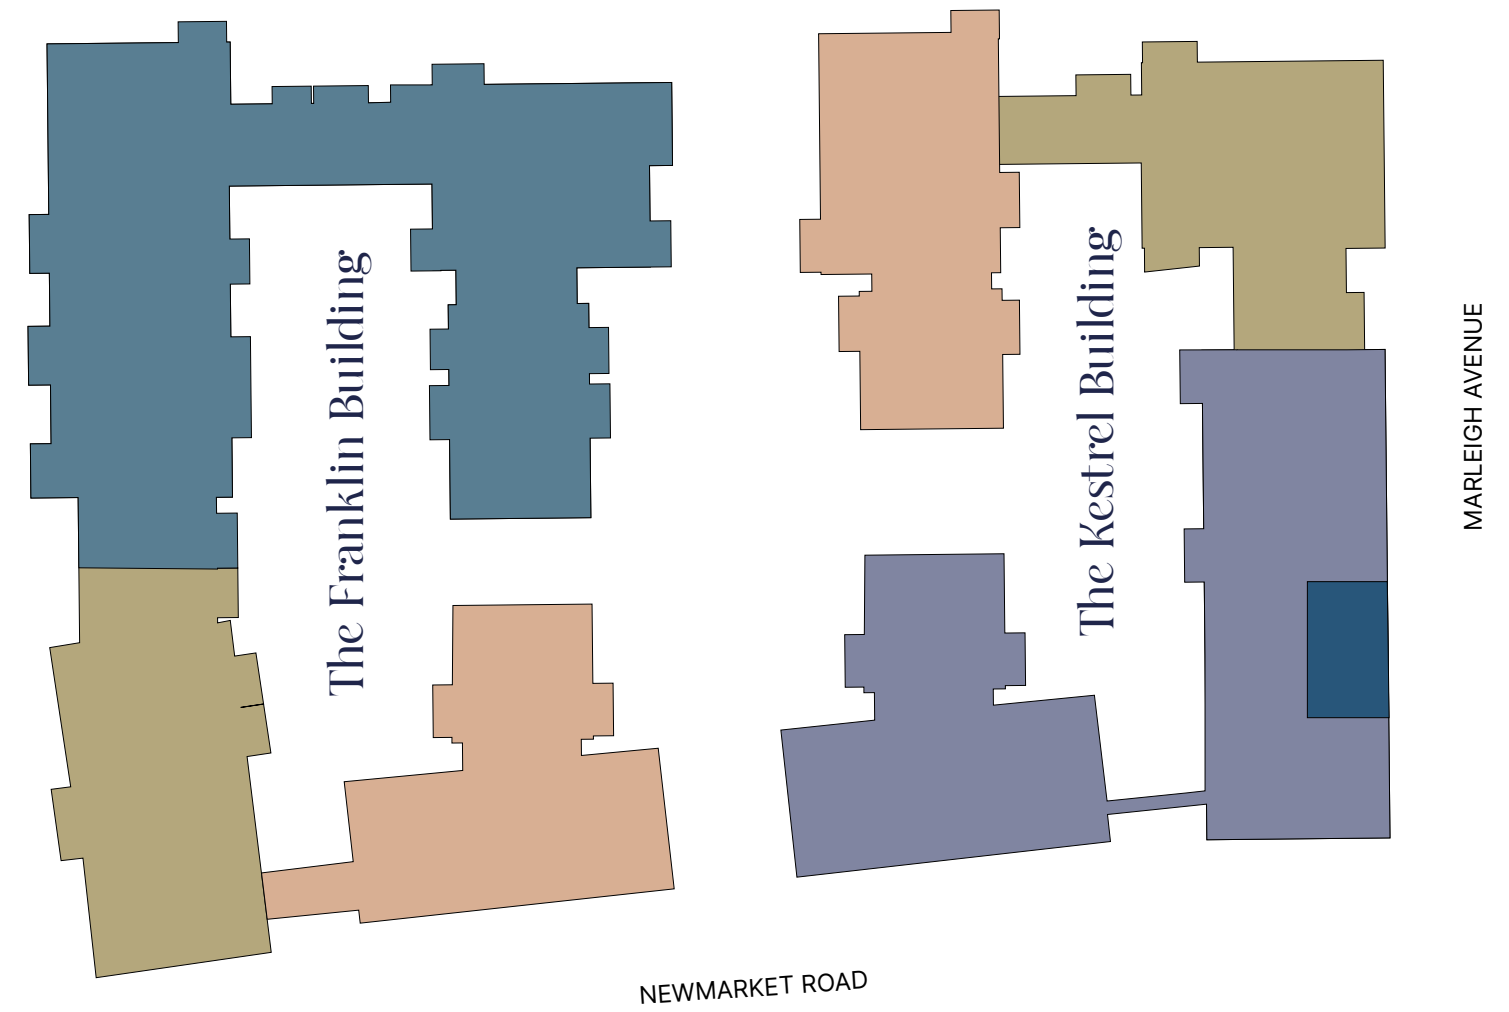 The Franklin Building
The Kestrel Building
MARLEIGH AVENUE
NEWMARKET ROAD